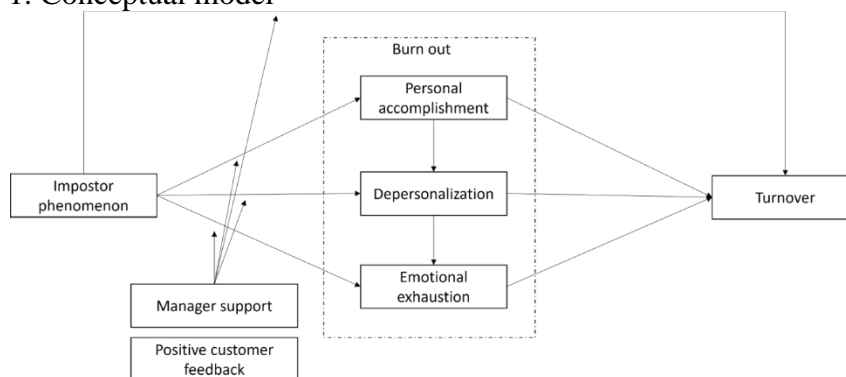 1. Conceptual model
Burn out
Personal
accomplishment
Impostor
phenomenon
Depersonalization
Turnover
Emotional
exhaustion
Manager support
Positive customer
feedback